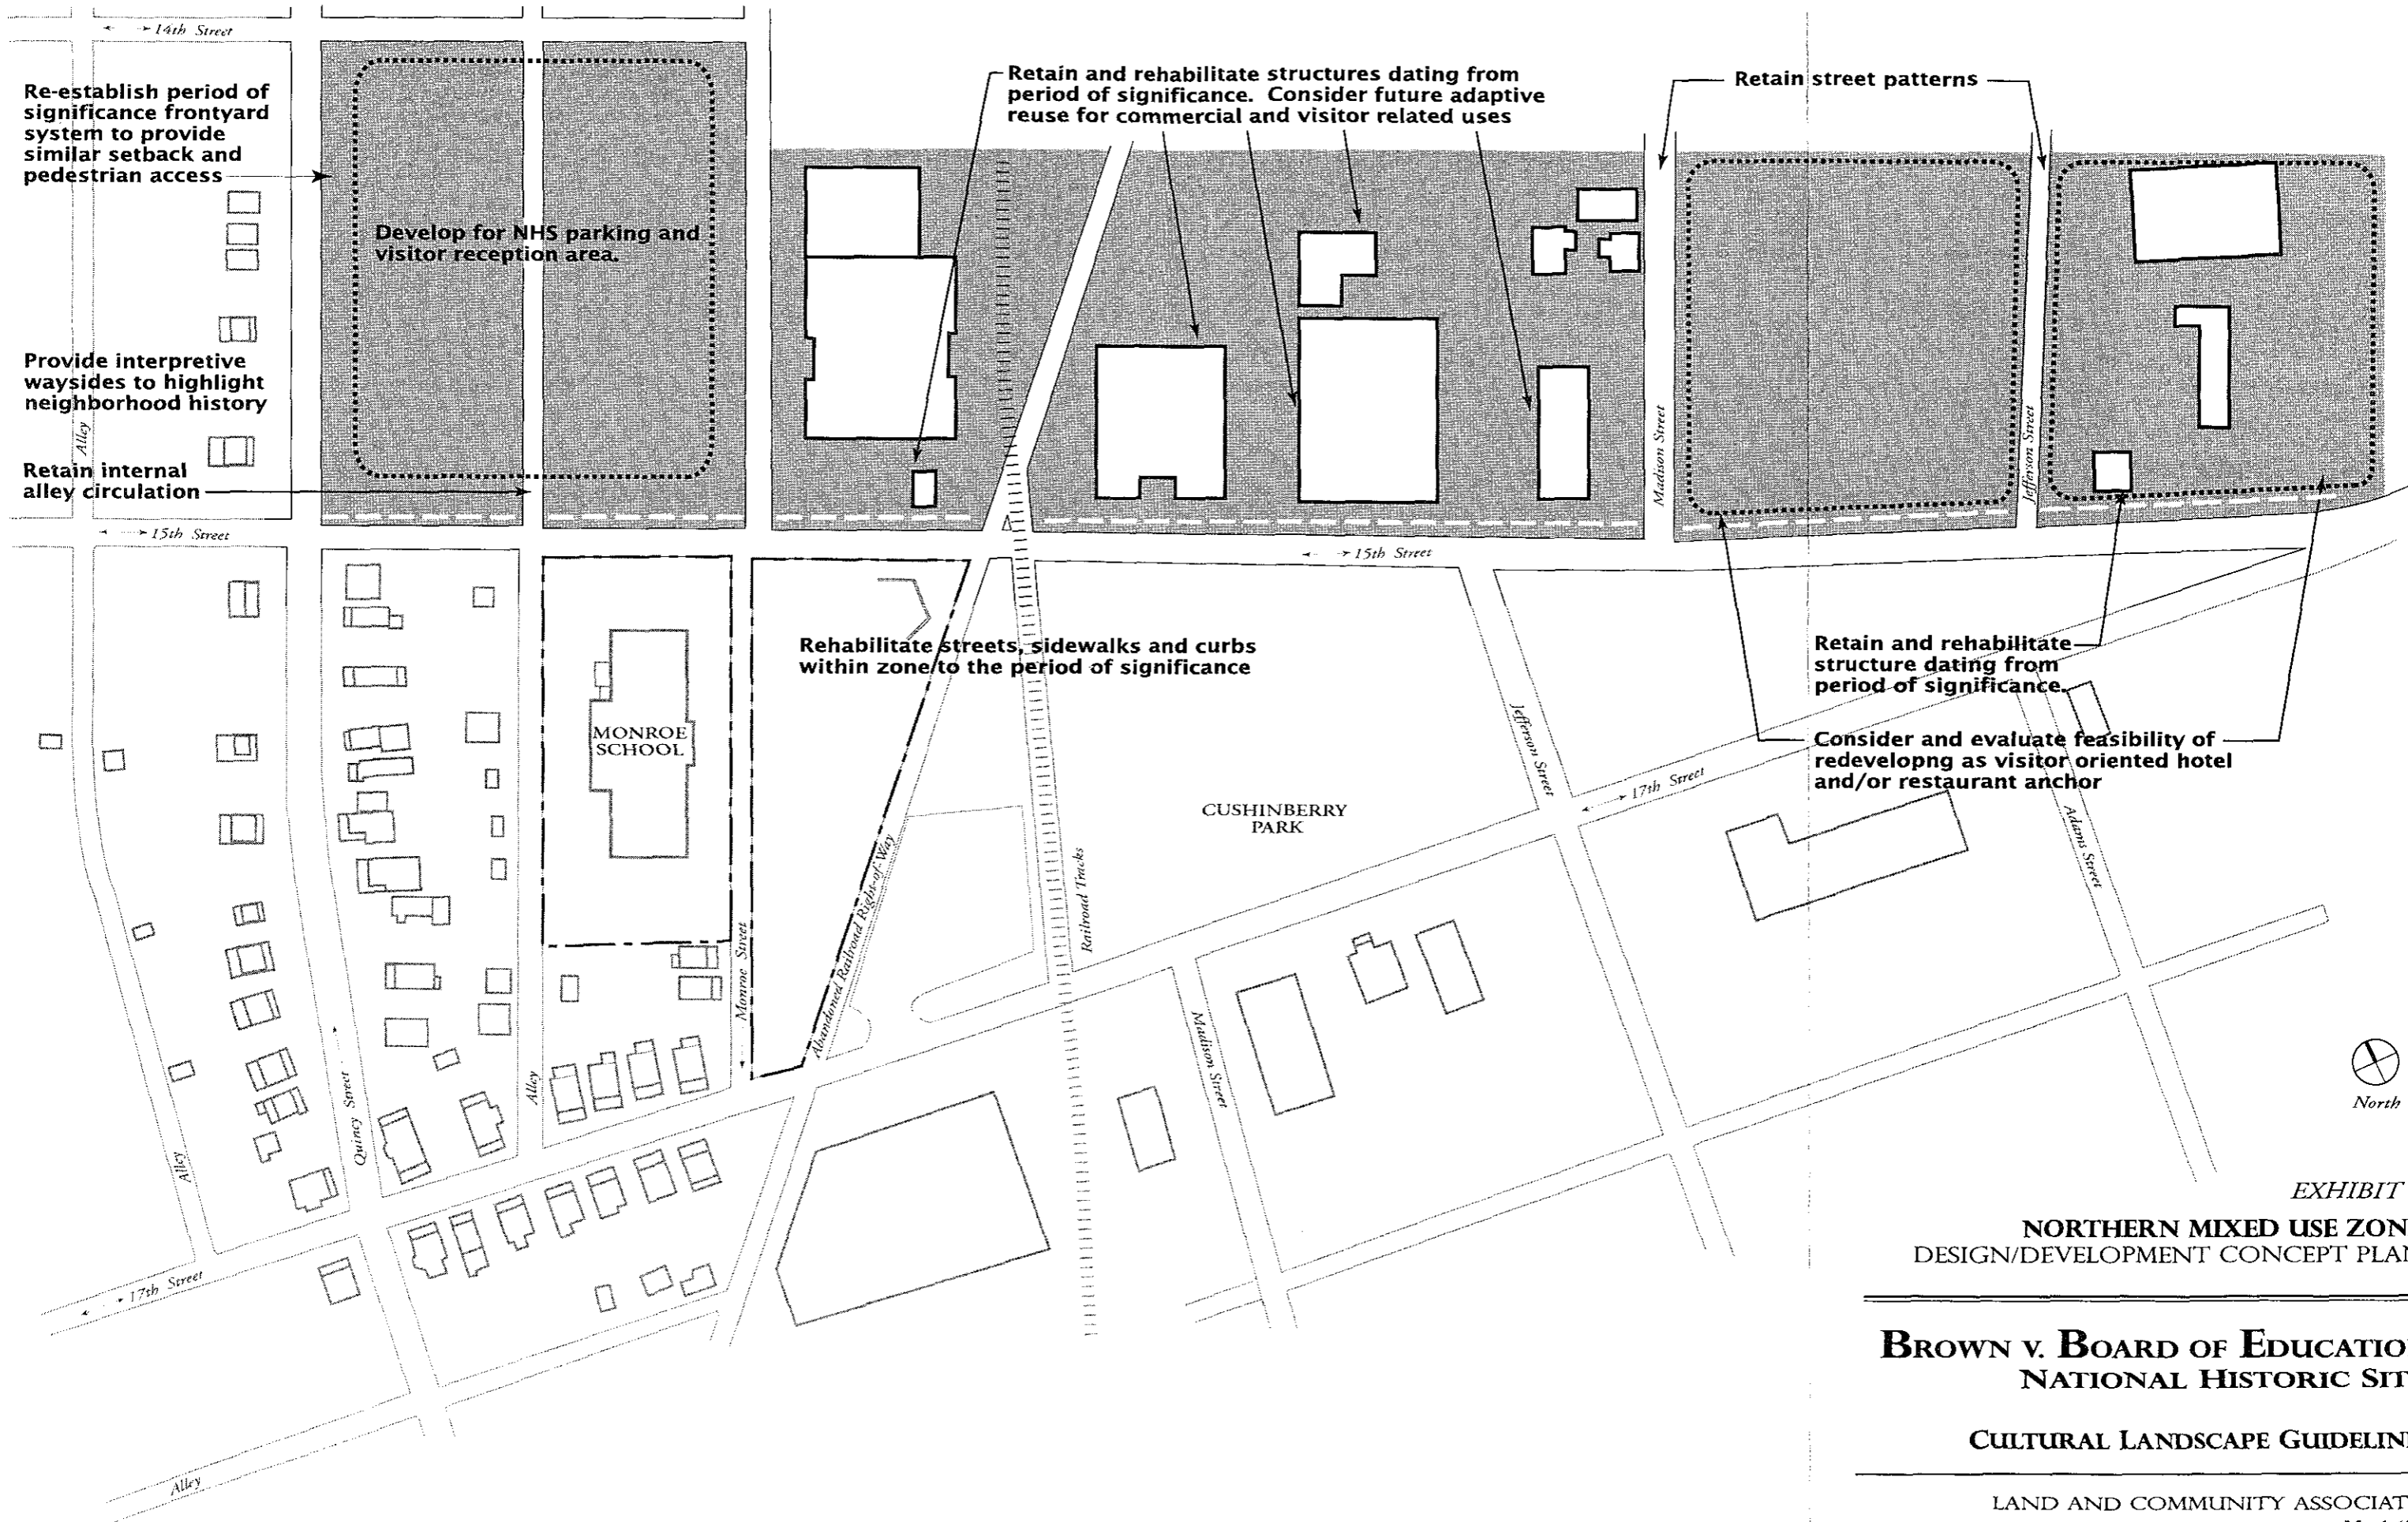 14th Street
Re-establish period of
significance frontyard
system to provide
similar setback and
pedestrian access
Develop for NHS parking and
visitor reception area.
Retain and rehabilitate structures dating from
period of significance. Consider future adaptive
reuse for commercial and visitor related uses
Retain street patterns
Provide interpretive
waysides to highlight
neighborhood history
Alley
Retain internal
alley circulation
Madison Street
Jefferson Street
15th Street
15th Street
Rehabilitate streets, sidewalks and curbs
within zone to the period of significance
MONROE
SCHOOL
Retain and rehabilitate
structure dating from
period of significance.
Consider and evaluate feasibility of
redevelopng as visitor oriented hotel
and/or restaurant anchor
Jefferson Street
17th Street
CUSHINBERRY
PARK
Adams Street
Railroad Tracks
Abandoned Railroad Right-of-Way
Monroe Street
Madison Street
Quincy Street
Alley
Alley
17th Street
Alley
North
EXHIBIT
NORTHERN MIXED USE ZON
DESIGN/DEVELOPMENT CONCEPT PLAN
BROWN V. BOARD OF EDUCATIO
NATIONAL HISTORIC SIT
CULTURAL LANDSCAPE GUIDELIN
LAND AND COMMUNITY ASSOCIAT